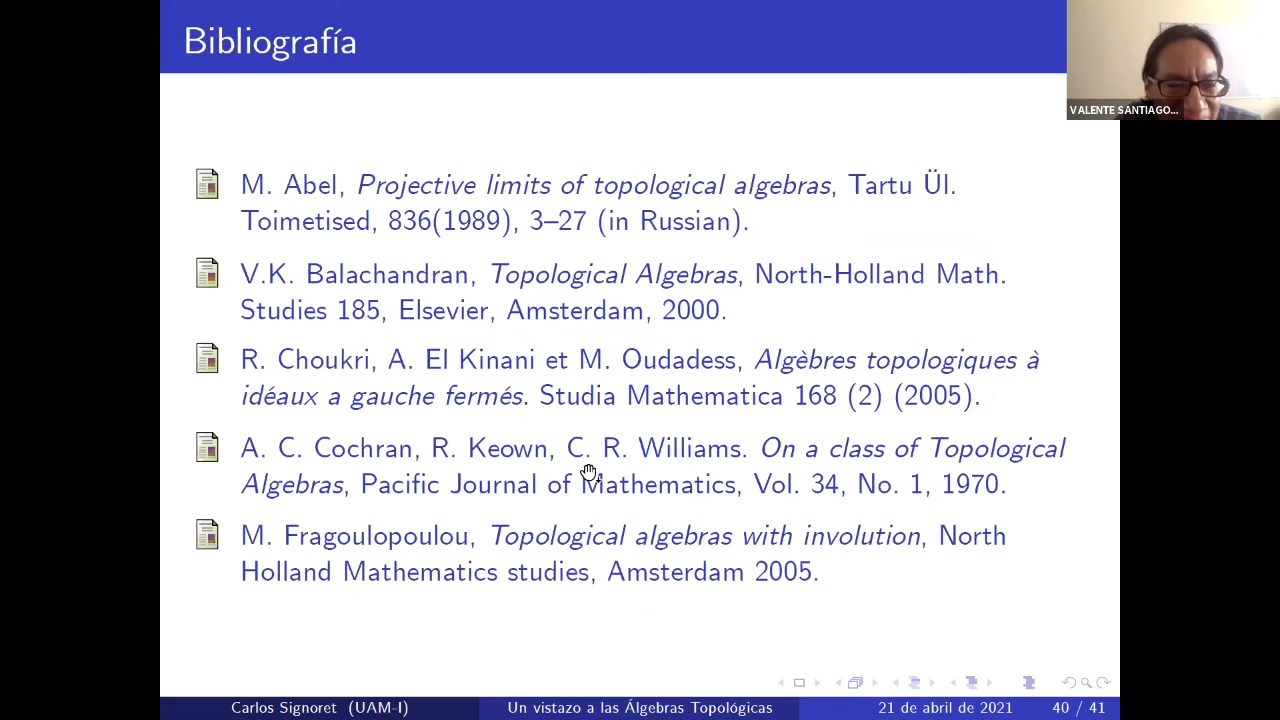 Bibliografía
VALENTE SANTIAGO...
M. Abel, Projective limits of topological algebras, Tartu Ül.
Toimetised, 836(1989), 3–27 (in Russian).
V.K. Balachandran, Topological Algebras, North-Holland Math.
Studies 185, Elsevier, Amsterdam, 2000.
R. Choukri, A. El Kinani et M. Oudadess, Algèbres topologiques à
idéaux a gauche fermés. Studia Mathematica 168 (2) (2005).
A. C. Cochran, R. Keown, C. R. Williams. On a class of Topological
Algebras, Pacific Journal of Mathematics, Vol. 34, No. 1, 1970.
M. Fragoulopoulou, Topological algebras with involution, North
Holland Mathematics studies, Amsterdam 2005.
Carlos Signoret (UAM-I) Un vistazo a las Álgebras Topológicas 21 de abril de 2021 40 / 41